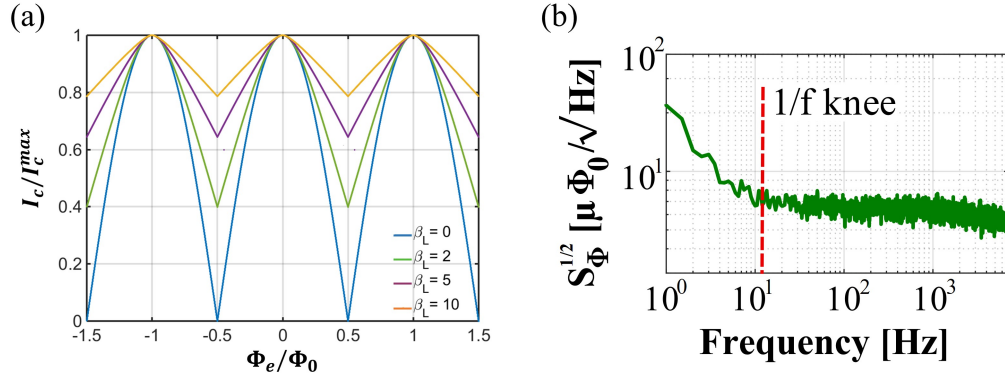 (a)
1
0.8
0.6
0.4
0.2
0
I_c/I_c^max
β_L = 0
β_L = 2
β_L = 5
β_L = 10
-1.5 -1 -0.5 0 0.5 1 1.5
Φ_e/Φ_0
(b)
10^2
10^1
S_Φ^1/2 [μ Φ_0/√Hz]
1/f knee
10^0 10^1 10^2 10^3
Frequency [Hz]